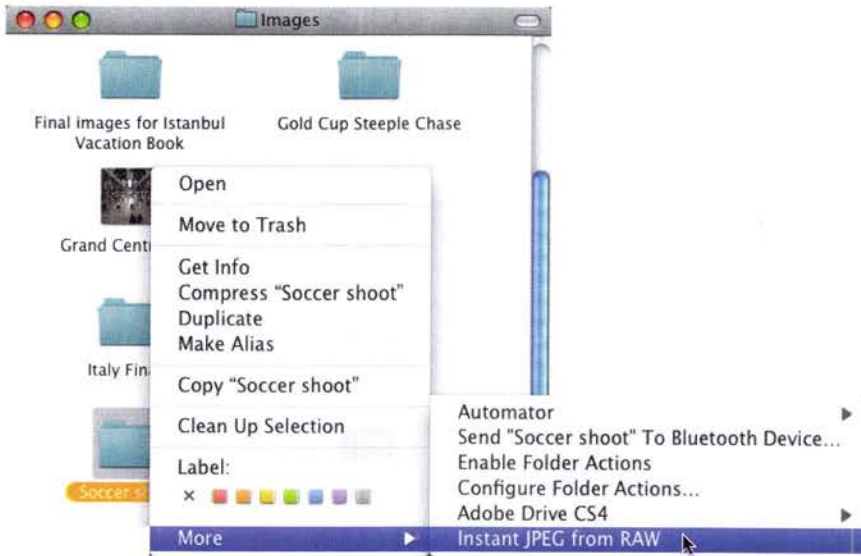 Images
Final images for Istanbul
Vacation Book
Gold Cup Steeple Chase
Grand Cent
Italy Fin
Soccer s
Open
Move to Trash
Get Info
Compress “Soccer shoot”
Duplicate
Make Alias
Copy “Soccer shoot”
Clean Up Selection
Label:
×
More
Automator
Send "Soccer shoot" To Bluetooth Device...
Enable Folder Actions
Configure Folder Actions...
Adobe Drive CS4
Instant JPEG from RAW